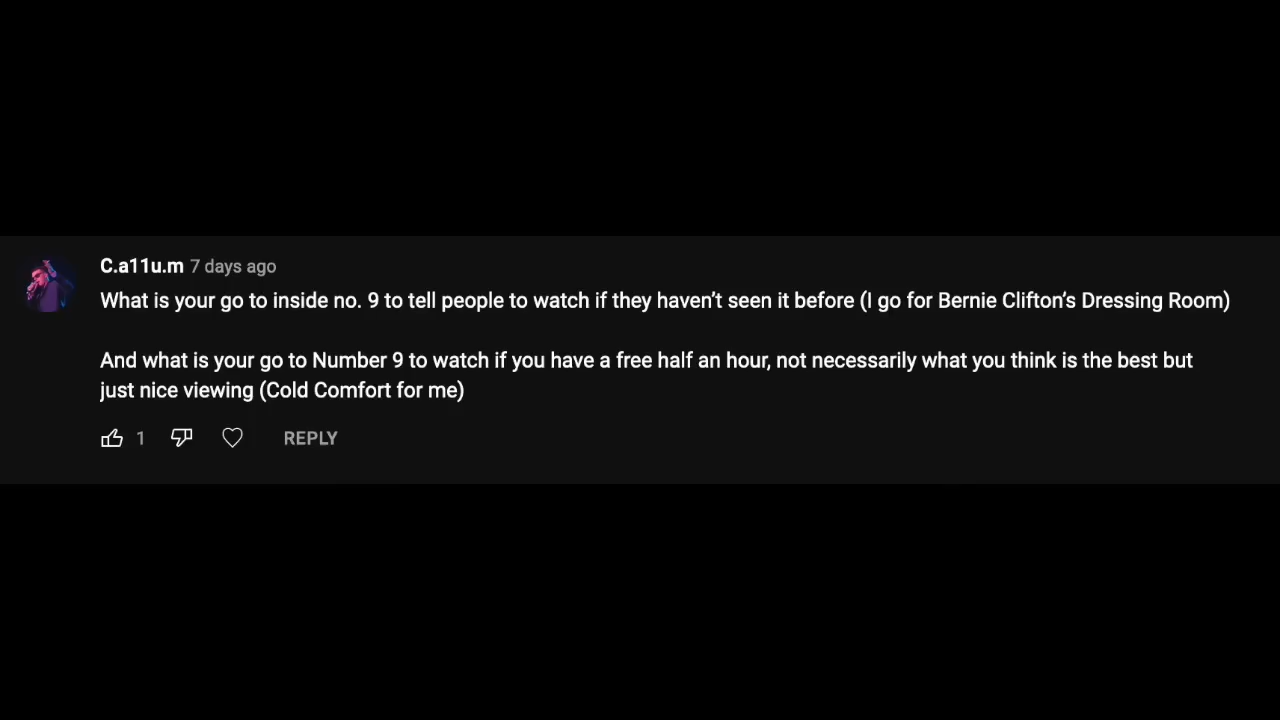 C.a11u.m 7 days ago
What is your go to inside no. 9 to tell people to watch if they haven’t seen it before (I go for Bernie Clifton’s Dressing Room)
And what is your go to Number 9 to watch if you have a free half an hour, not necessarily what you think is the best but
just nice viewing (Cold Comfort for me)
1 REPLY